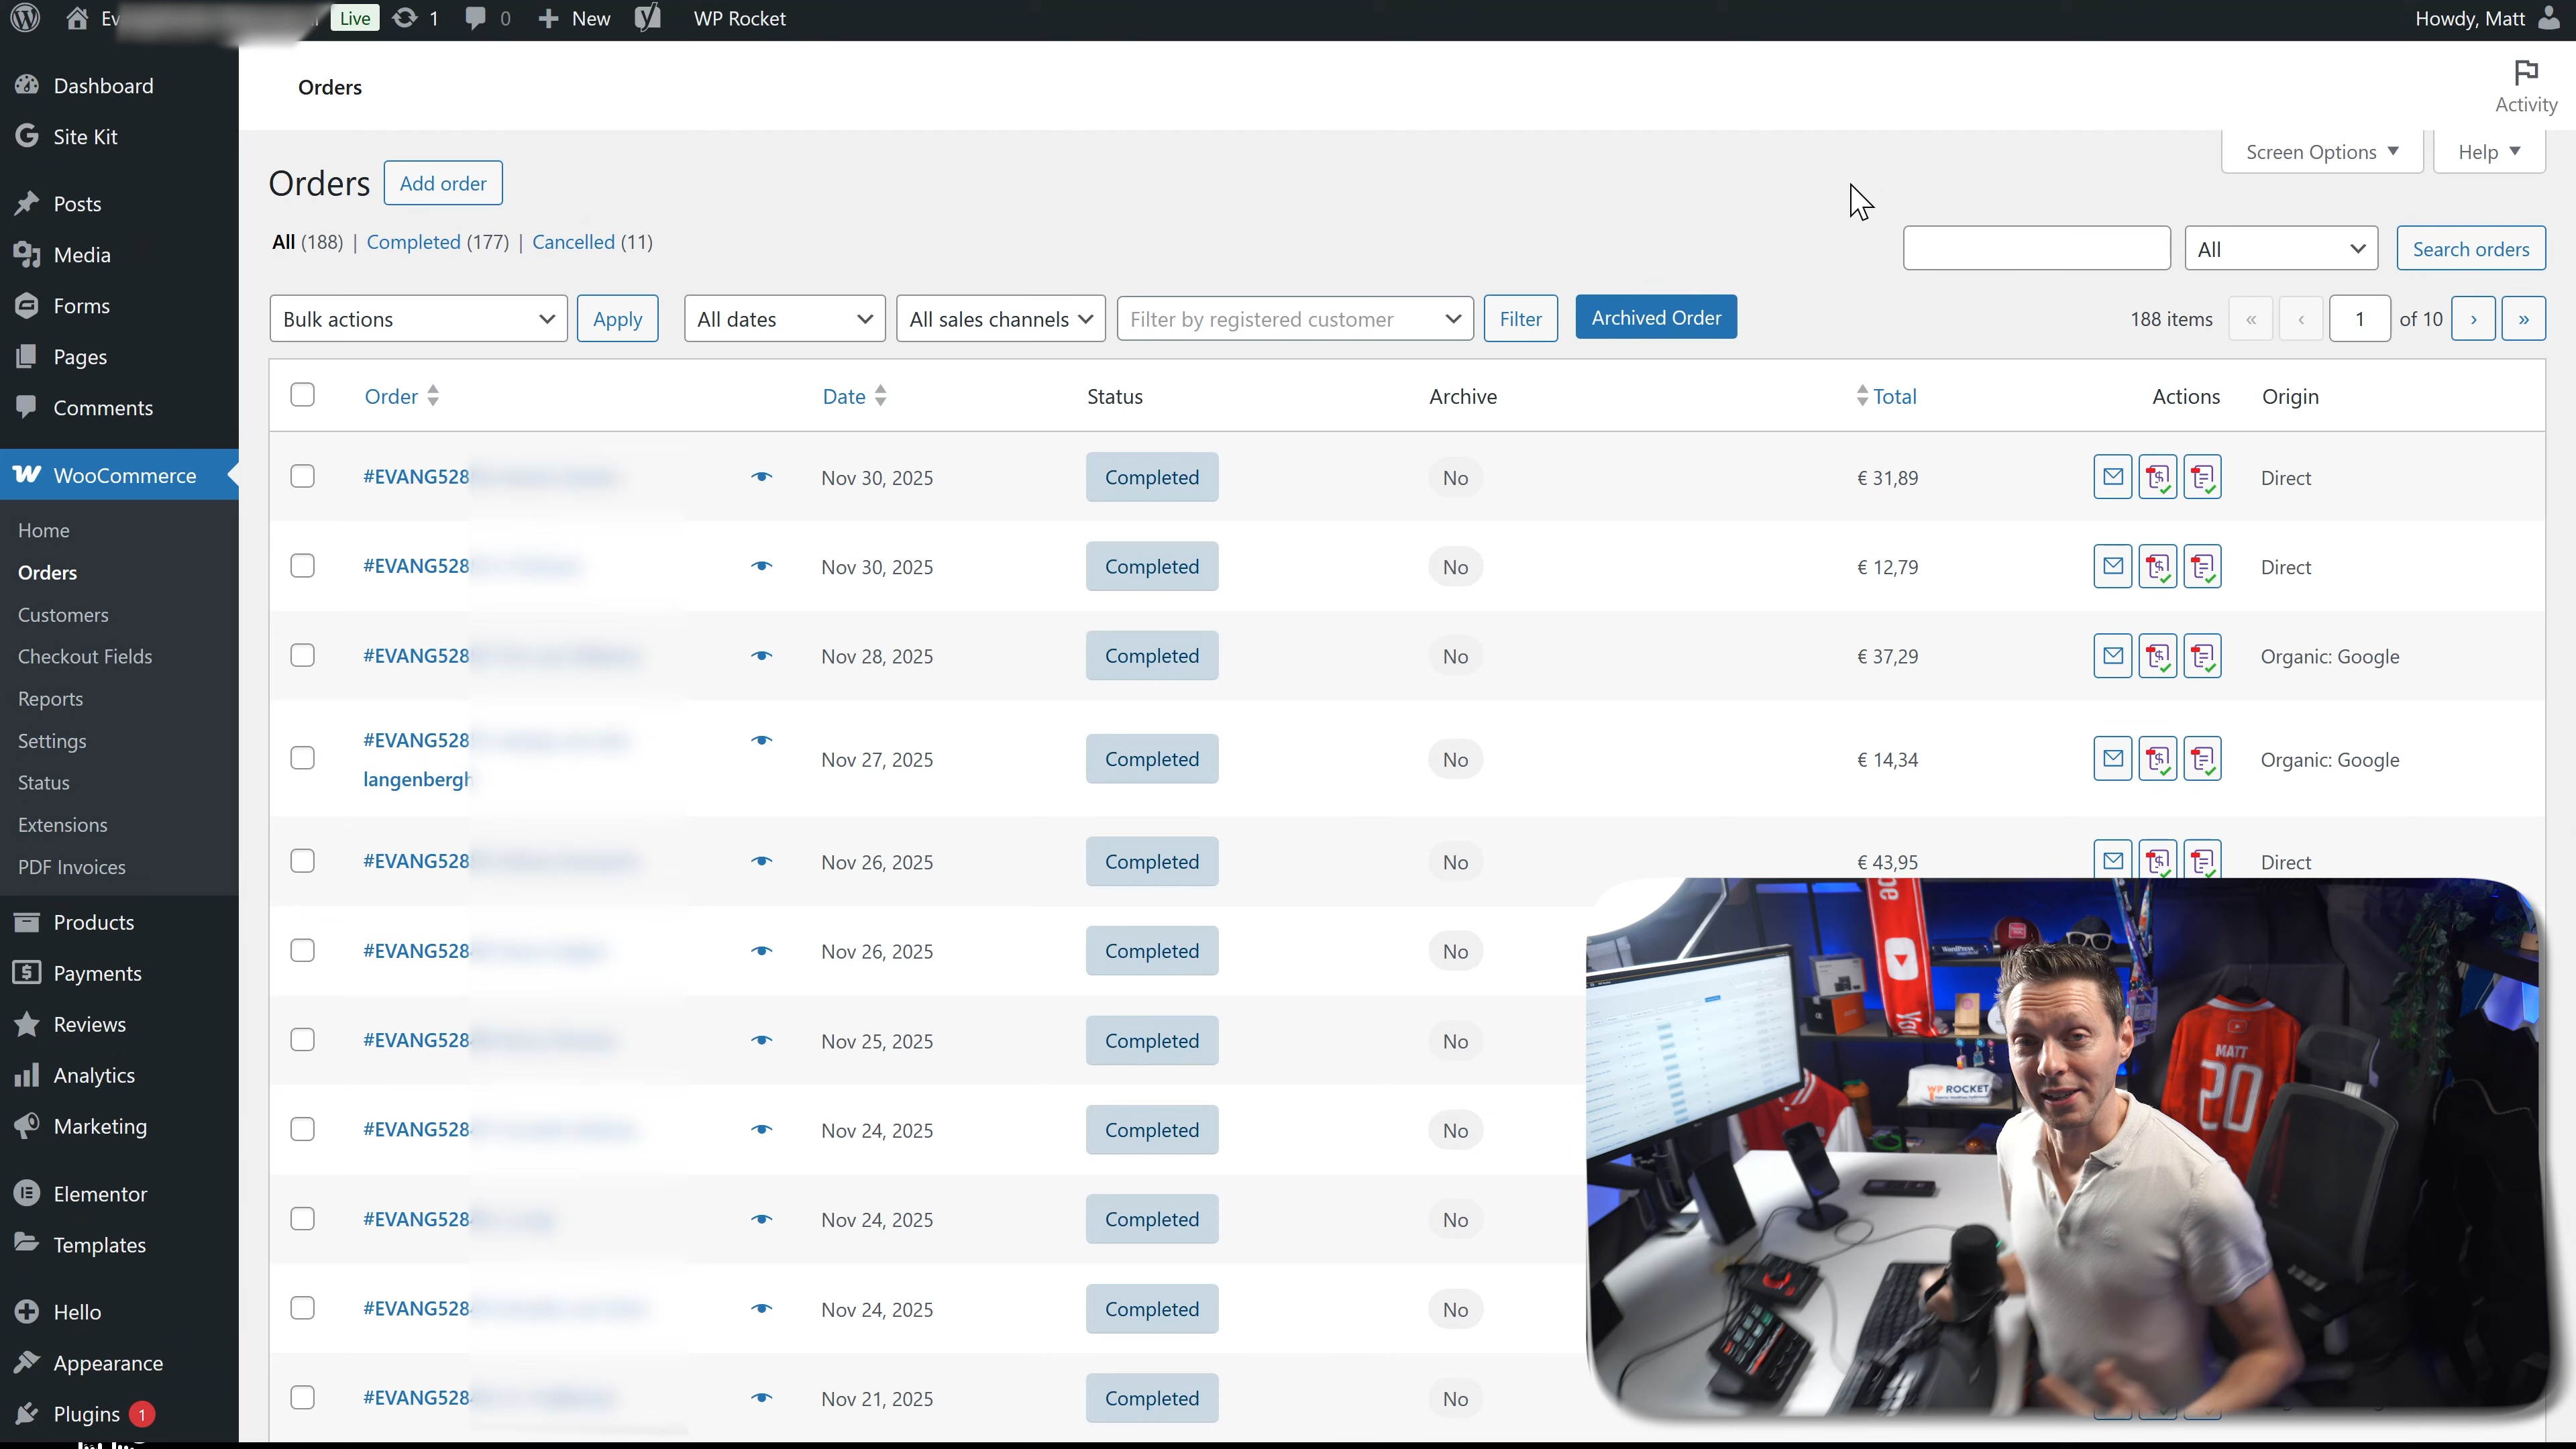 Ev
Live
1
0
New
WP Rocket
Howdy, Matt
Dashboard
Site Kit
Posts
Media
Forms
Pages
Comments
WooCommerce
Home
Orders
Customers
Checkout Fields
Reports
Settings
Status
Extensions
PDF Invoices
Products
Payments
Reviews
Analytics
Marketing
Elementor
Templates
Hello
Appearance
Plugins 1
Orders
Activity
Screen Options
Help
Orders
Add order
All (188) | Completed (177) | Cancelled (11)
All
Search orders
Bulk actions
Apply
All dates
All sales channels
Filter by registered customer
Filter
Archived Order
188 items
« ‹ 1 of 10 › »
Order Date Status Archive Total Actions Origin
#EVANG528 Nov 30, 2025 Completed No € 31,89 Direct
#EVANG528 Nov 30, 2025 Completed No € 12,79 Direct
#EVANG528 Nov 28, 2025 Completed No € 37,29 Organic: Google
#EVANG528 Nov 27, 2025 Completed No € 14,34 Organic: Google
langenbergh
#EVANG528 Nov 26, 2025 Completed No € 43,95 Direct
#EVANG528 Nov 26, 2025 Completed No
#EVANG528 Nov 25, 2025 Completed No
#EVANG528 Nov 24, 2025 Completed No
#EVANG528 Nov 24, 2025 Completed No
#EVANG528 Nov 24, 2025 Completed No
#EVANG528 Nov 21, 2025 Completed No
be
You
WordPress
WP ROCKET
MATT
20